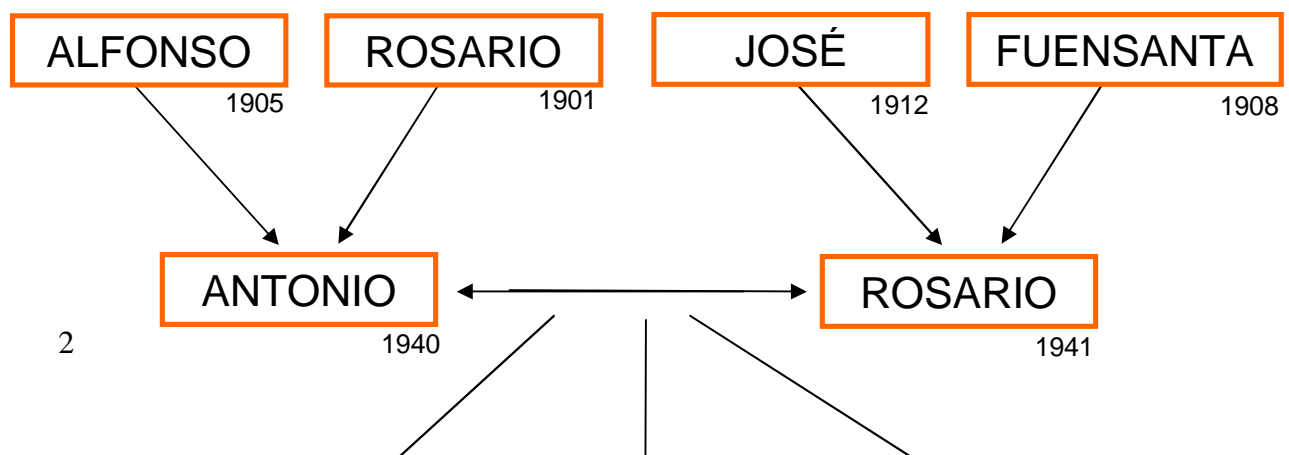 ALFONSO ROSARIO JOSÉ FUENSANTA
1905 1901 1912 1908
ANTONIO ROSARIO
2 1940 1941